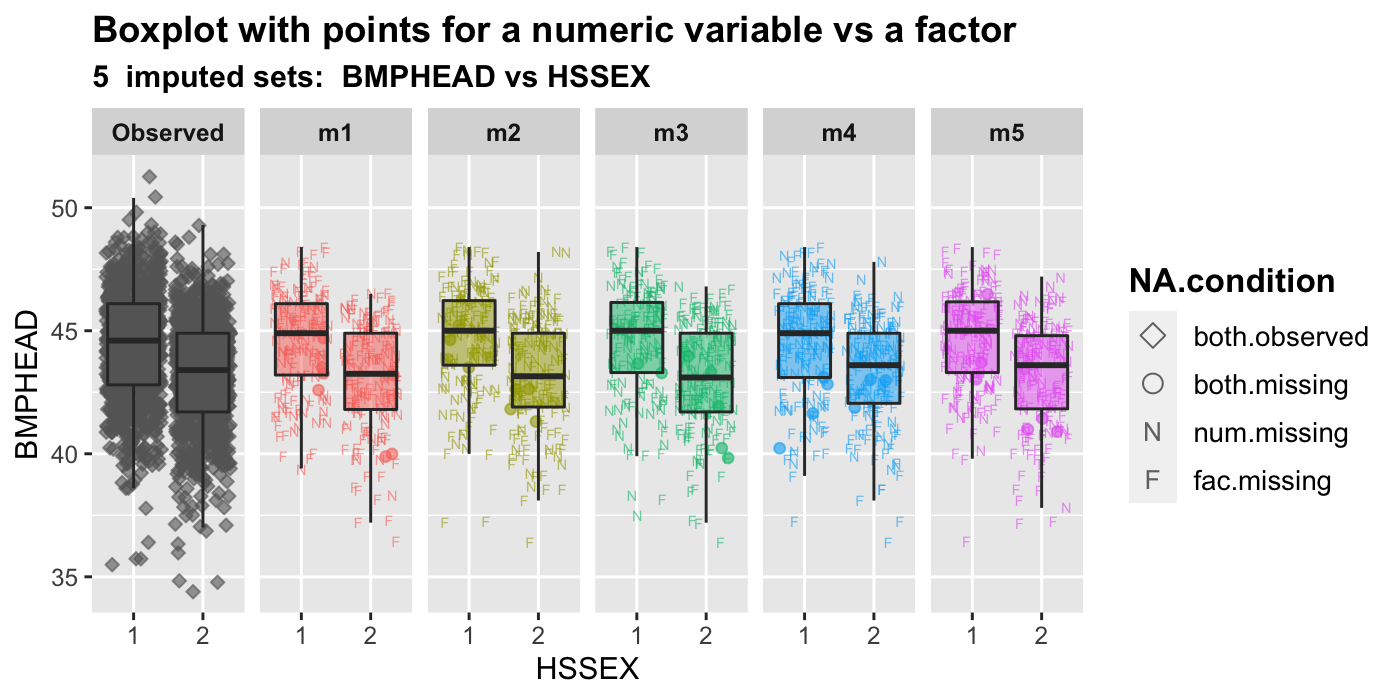 Boxplot with points for a numeric variable vs a factor
5 imputed sets: BMPHEAD vs HSSEX
Observed m1 m2 m3 m4 m5
50
45
40
35
BMPHEAD
1 2 1 2 1 2 1 2 1 2 1 2
HSSEX
NA.condition
both.observed
both.missing
N num.missing
F fac.missing